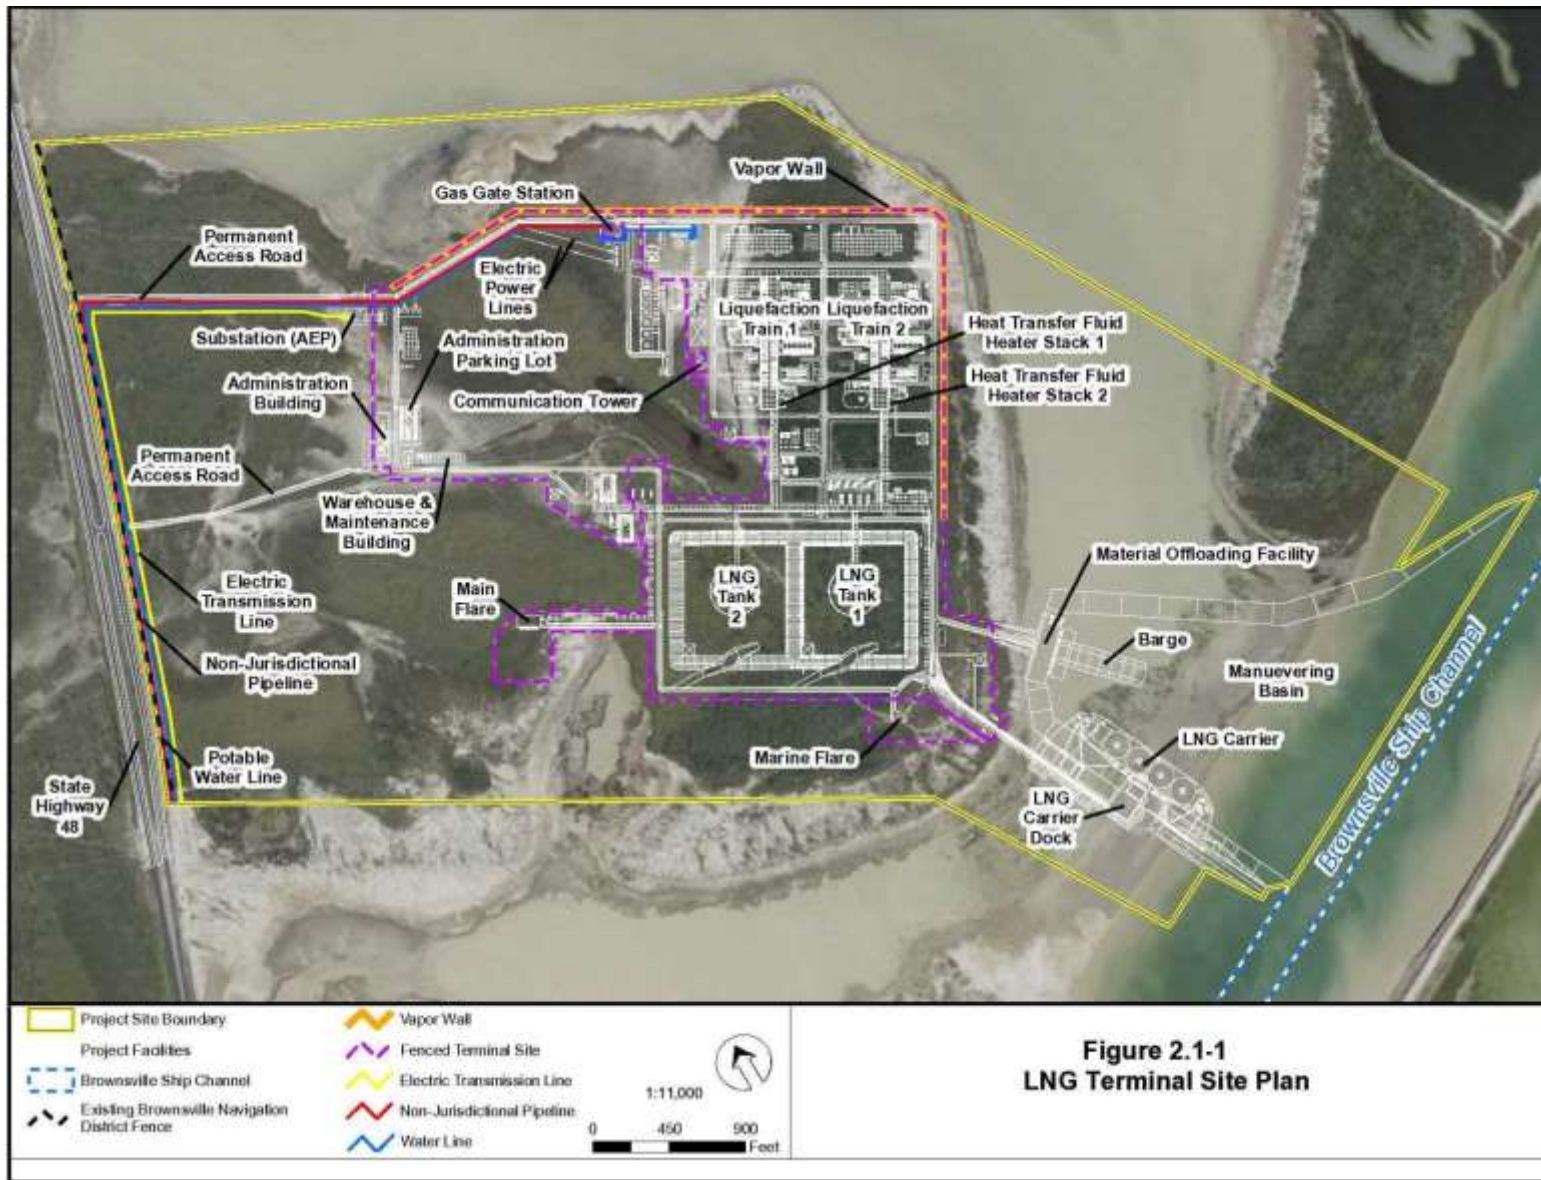 Vapor Wall
Gas Gate Station
Permanent
Access Road
Electric
Power
Lines
Liquefaction
Train 1
Liquefaction
Train 2
Heat Transfer Fluid
Heater Stack 1
Substation (AEP)
Administration
Parking Lot
Administration
Building
Communication Tower
Heat Transfer Fluid
Heater Stack 2
Permanent
Access Road
Warehouse &
Maintenance
Building
Material Offloading Facility
Electric
Transmission
Line
Main
Flare
LNG
Tank
2
LNG
Tank
1
Barge
Non-Jurisdictional
Pipeline
Manuevering
Basin
Brownsville Ship Channel
LNG Carrier
Marine Flare
Potable
Water Line
State
Highway
48
LNG
Carrier
Dock
Project Site Boundary
Project Facilities
Brownsville Ship Channel
Existing Brownsville Navigation
District Fence
Vapor Wall
Fenced Terminal Site
Electric Transmission Line
Non-Jurisdictional Pipeline
Water Line
1:11,000
0 450 900
Feet
Figure 2.1-1
LNG Terminal Site Plan